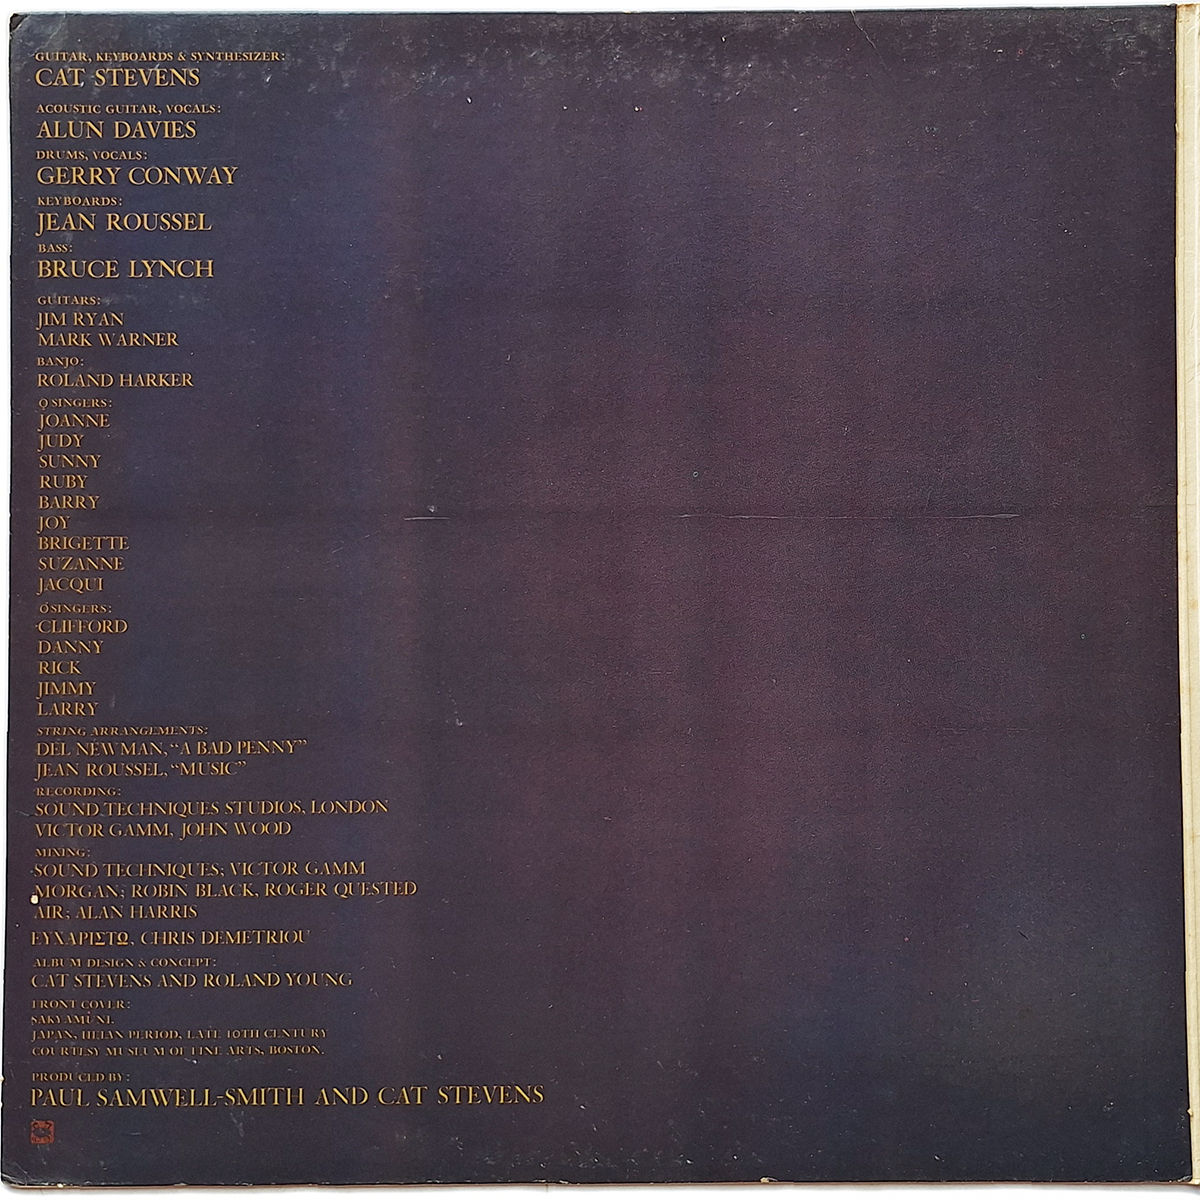 GUITAR, KEYBOARDS & SYNTHESIZER:
CAT STEVENS
ACOUSTIC GUITAR, VOCALS:
ALUN DAVIES
DRUMS, VOCALS:
GERRY CONWAY
KEYBOARDS:
JEAN ROUSSEL
BASS:
BRUCE LYNCH
GUITARS:
JIM RYAN
MARK WARNER
BANJO:
ROLAND HARKER
♀ SINGERS:
JOANNE
JUDY
SUNNY
RUBY
BARRY
JOY
BRIGETTE
SUZANNE
JACQUI
♂ SINGERS:
CLIFFORD
DANNY
RICK
JIMMY
LARRY
STRING ARRANGEMENTS:
DEL NEWMAN, “A BAD PENNY”
JEAN ROUSSEL, “MUSIC”
RECORDING:
SOUND TECHNIQUES STUDIOS, LONDON
VICTOR GAMM, JOHN WOOD
MIXING:
SOUND TECHNIQUES; VICTOR GAMM
MORGAN; ROBIN BLACK, ROGER QUESTED
AIR; ALAN HARRIS
ΕΥΧΑΡΙΣΤΩ, CHRIS DEMETRIOU
ALBUM DESIGN & CONCEPT:
CAT STEVENS AND ROLAND YOUNG
FRONT COVER:
SAKYAMUNI.
JAPAN, HEIAN PERIOD, LATE 10TH CENTURY
COURTESY MUSEUM OF FINE ARTS, BOSTON.
PRODUCED BY:
PAUL SAMWELL-SMITH AND CAT STEVENS